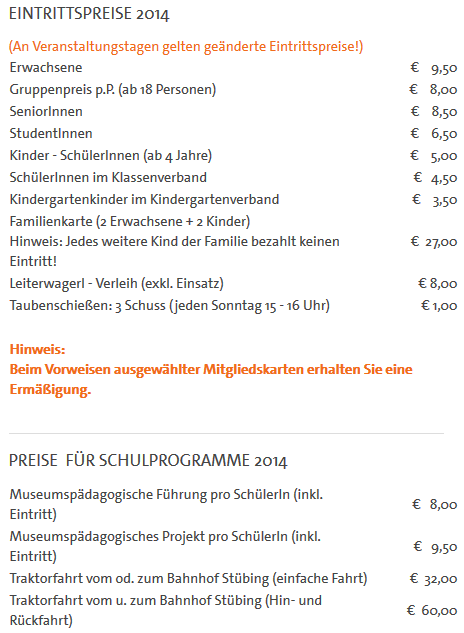 EINTRITTSPREISE 2014
(An Veranstaltungstagen gelten geänderte Eintrittspreise!)
Erwachsene € 9,50
Gruppenpreis p.P. (ab 18 Personen) € 8,00
SeniorInnen € 8,50
StudentInnen € 6,50
Kinder - SchülerInnen (ab 4 Jahre) € 5,00
SchülerInnen im Klassenverband € 4,50
Kindergartenkinder im Kindergartenverband € 3,50
Familienkarte (2 Erwachsene + 2 Kinder)
Hinweis: Jedes weitere Kind der Familie bezahlt keinen € 27,00
Eintritt!
Leiterwagerl - Verleih (exkl. Einsatz) € 8,00
Taubenschießen: 3 Schuss (jeden Sonntag 15 - 16 Uhr) € 1,00
Hinweis:
Beim Vorweisen ausgewählter Mitgliedskarten erhalten Sie eine
Ermäßigung.
PREISE FÜR SCHULPROGRAMME 2014
Museumspädagogische Führung pro SchülerIn (inkl.
Eintritt) € 8,00
Museumspädagogisches Projekt pro SchülerIn (inkl.
Eintritt) € 9,50
Traktorfahrt vom od. zum Bahnhof Stübing (einfache Fahrt) € 32,00
Traktorfahrt vom u. zum Bahnhof Stübing (Hin- und
Rückfahrt) € 60,00